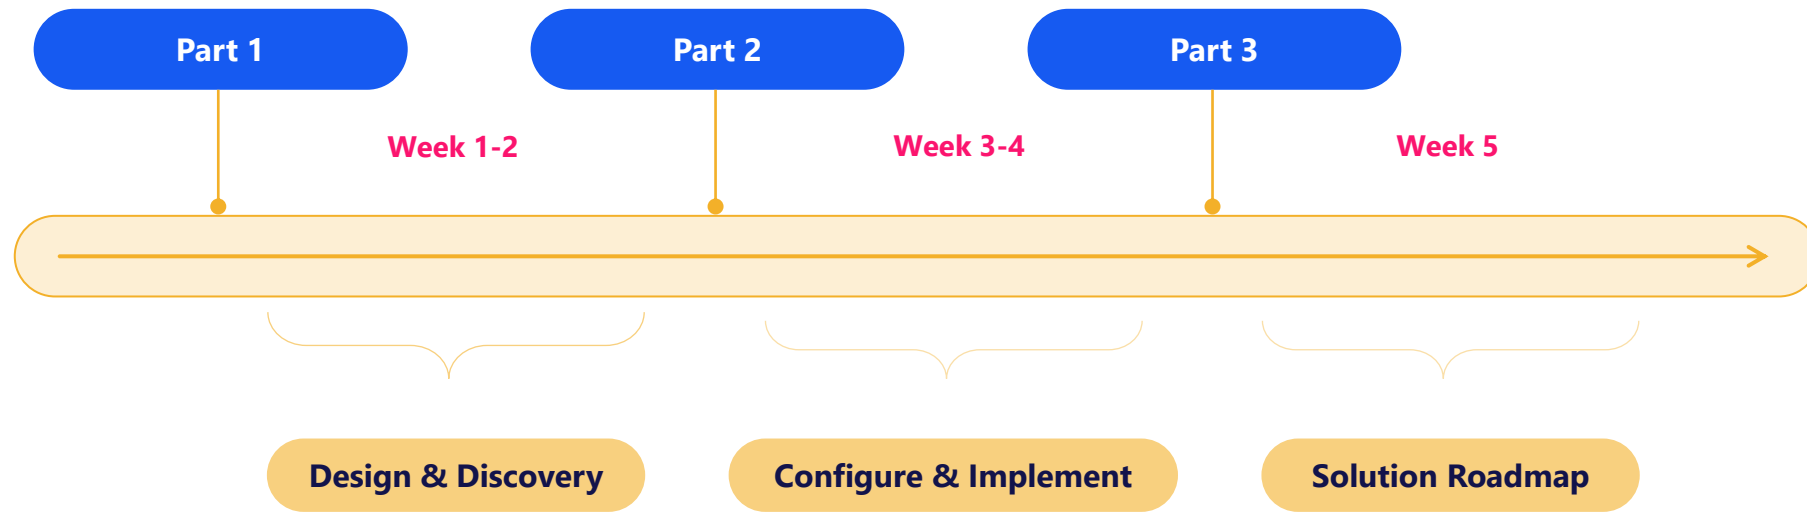 Part 1
Part 2
Part 3
Week 1-2
Week 3-4
Week 5
Design & Discovery
Configure & Implement
Solution Roadmap